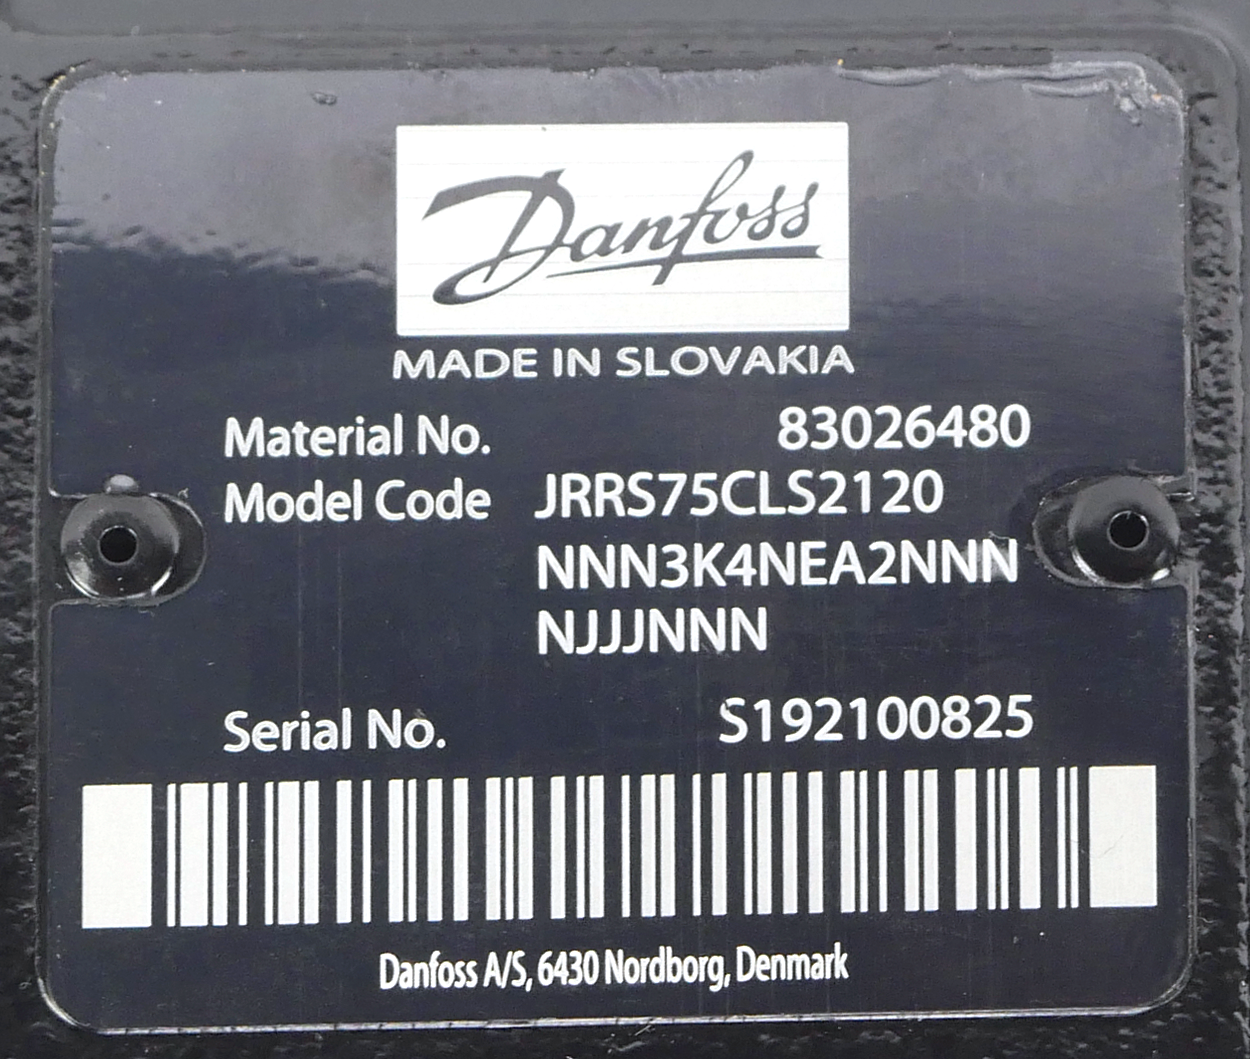 Danfoss
MADE IN SLOVAKIA
Material No. 83026480
Model Code JRRS75CLS2120
NNN3K4NEA2NNN
NJJJNNN
Serial No. S192100825
Danfoss A/S, 6430 Nordborg, Denmark